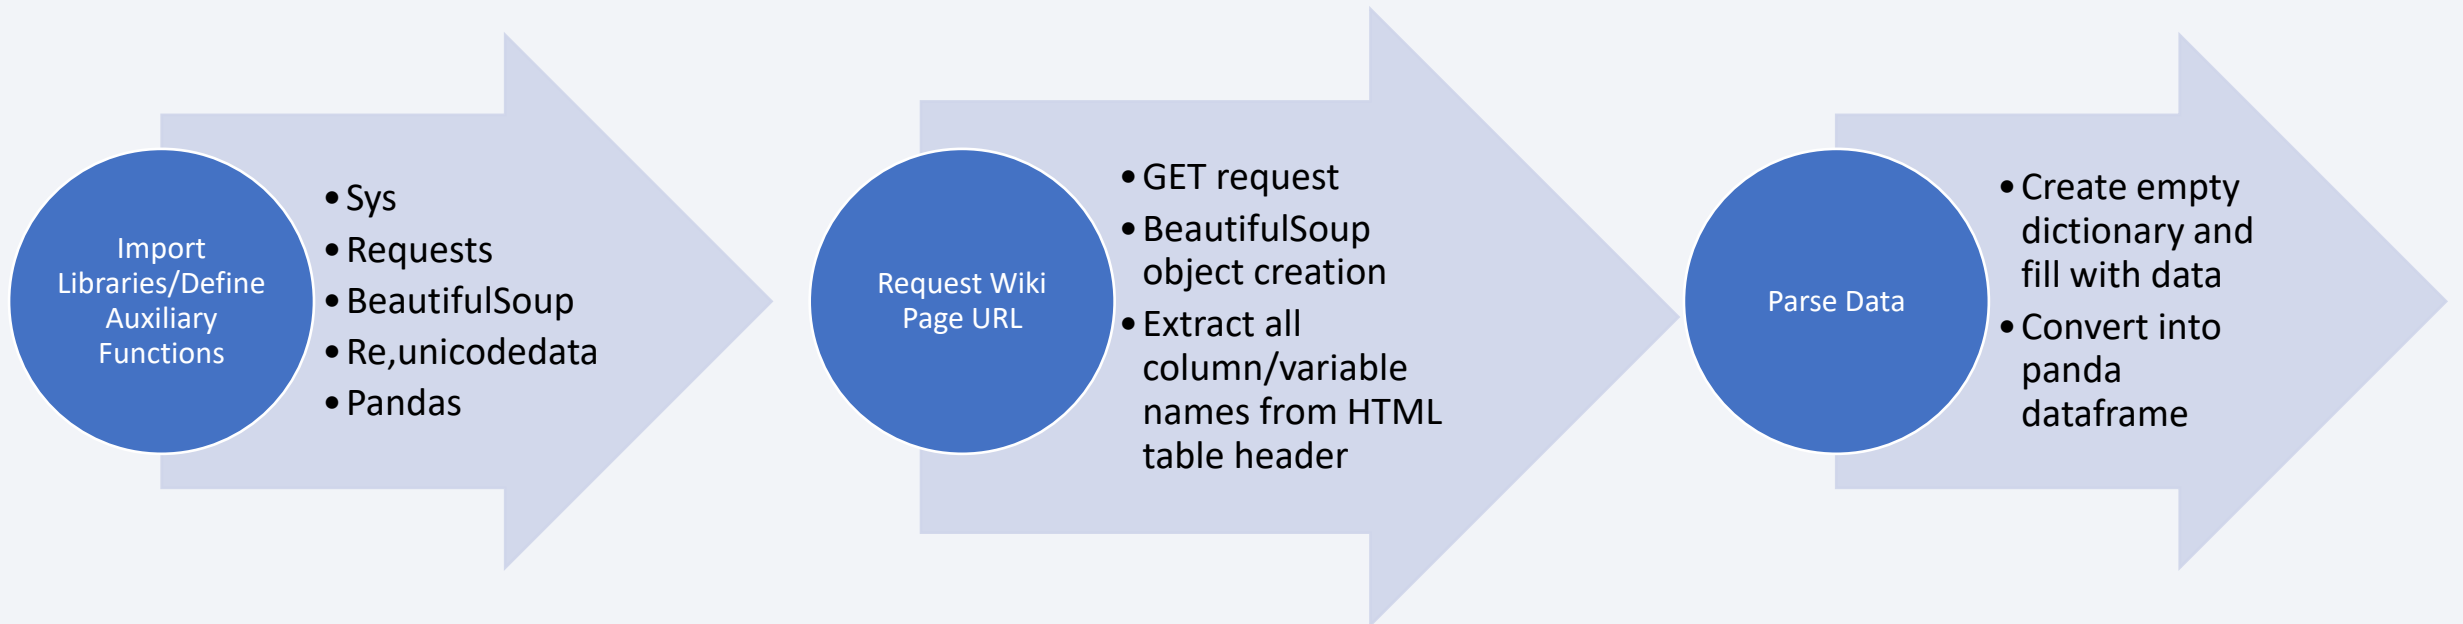 Import
Libraries/Define
Auxiliary
Functions
•Sys
•Requests
•BeautifulSoup
•Re,unicodedata
•Pandas
Request Wiki
Page URL
•GET request
•BeautifulSoup
object creation
•Extract all
column/variable
names from HTML
table header
Parse Data
•Create empty
dictionary and
fill with data
•Convert into
panda
dataframe